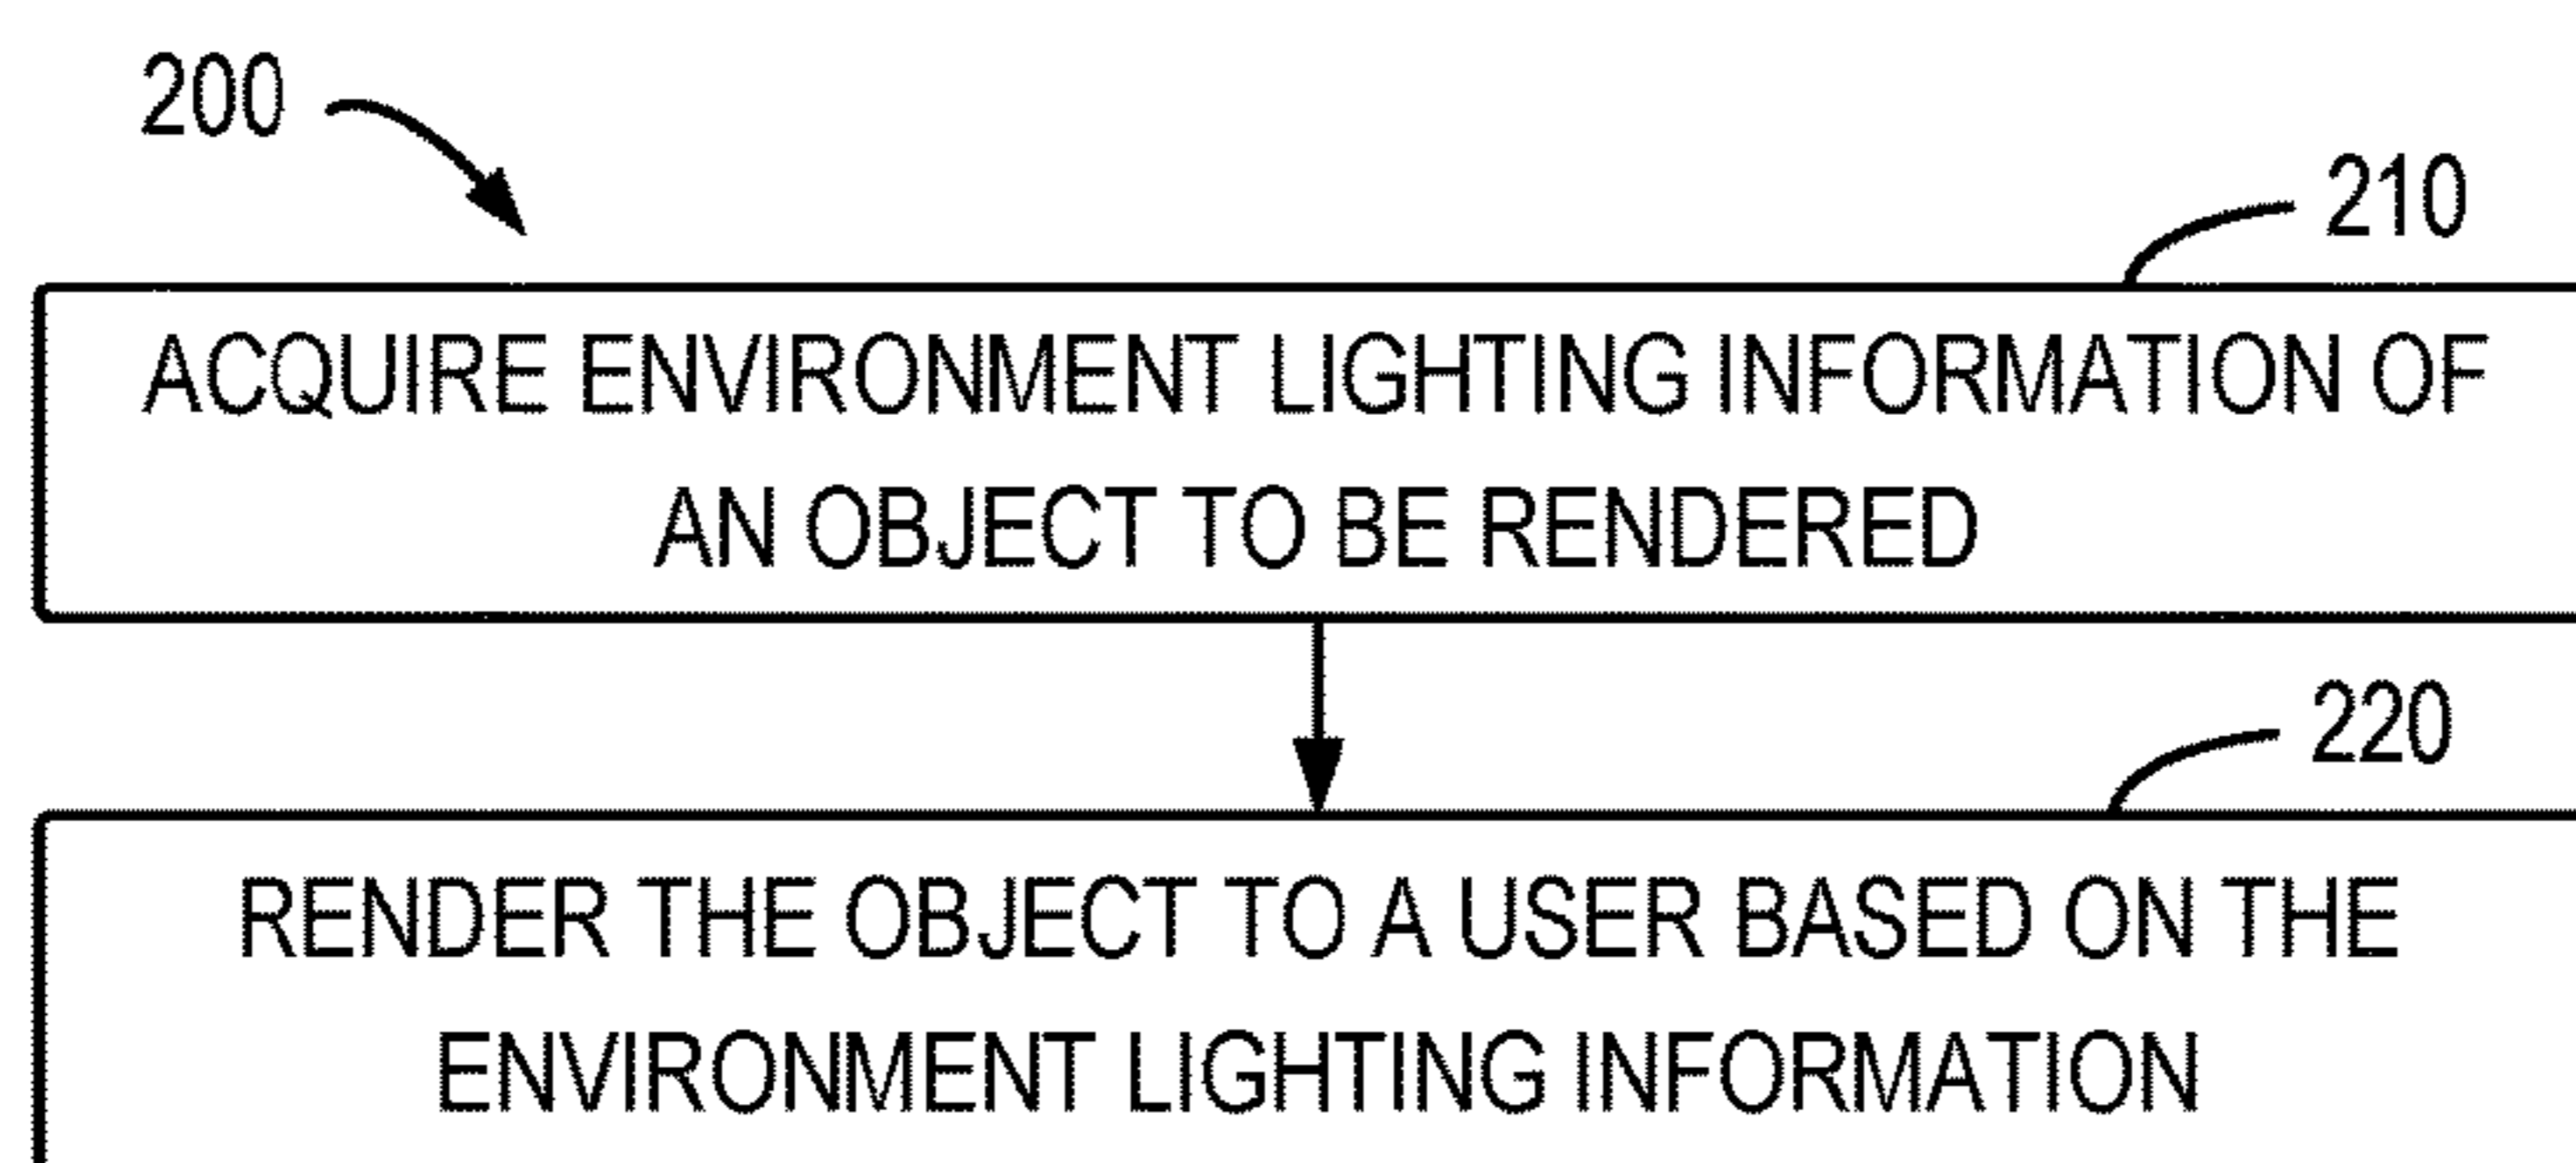 200
210
ACQUIRE ENVIRONMENT LIGHTING INFORMATION OF
AN OBJECT TO BE RENDERED
220
RENDER THE OBJECT TO A USER BASED ON THE
ENVIRONMENT LIGHTING INFORMATION